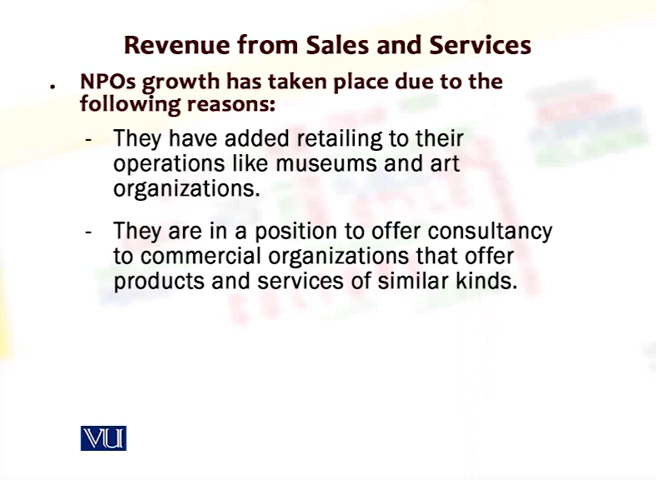 Revenue from Sales and Services
. NPOs growth has taken place due to the
following reasons:
- They have added retailing to their
operations like museums and art
organizations.
- They are in a position to offer consultancy
to commercial organizations that offer
products and services of similar kinds.
VU